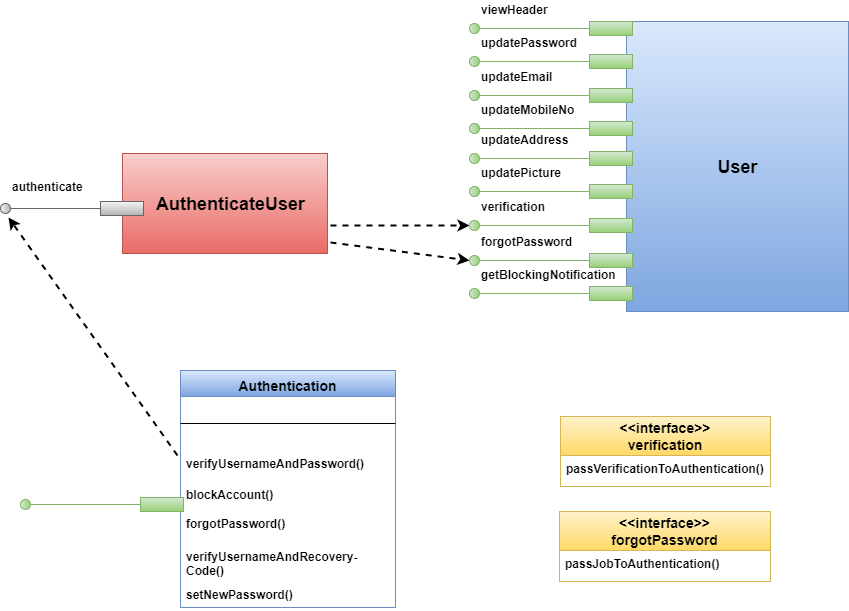 viewHeader
updatePassword
updateEmail
updateMobileNo
updateAddress
updatePicture
verification
forgotPassword
getBlockingNotification
User
authenticate
AuthenticateUser
Authentication
verifyUsernameAndPassword()
blockAccount()
forgotPassword()
verifyUsernameAndRecovery-
Code()
setNewPassword()
<<interface>>
verification
passVerificationToAuthentication()
<<interface>>
forgotPassword
passJobToAuthentication()